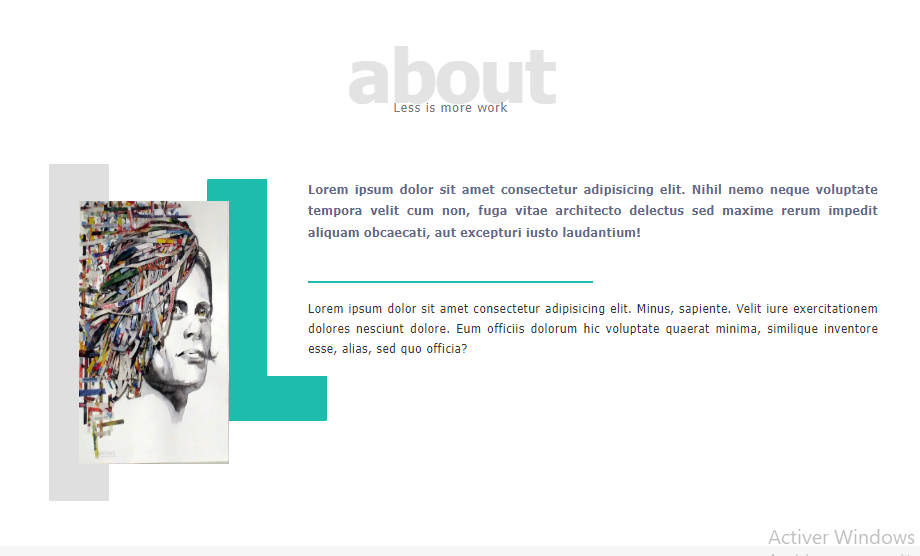 about
Less is more work
Lorem ipsum dolor sit amet consectetur adipisicing elit. Nihil nemo neque voluptate
tempora velit cum non, fuga vitae architecto delectus sed maxime rerum impedit
aliquam obcaecati, aut excepturi iusto laudantium!
Lorem ipsum dolor sit amet consectetur adipisicing elit. Minus, sapiente. Velit iure exercitationem
dolores nesciunt dolore. Eum officiis dolorum hic voluptate quaerat minima, similique inventore
esse, alias, sed quo officia?
Activer Windows